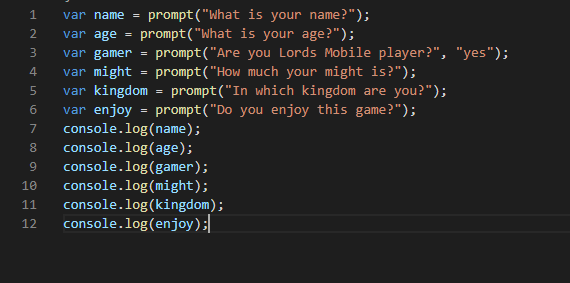 1 var name = prompt("What is your name?");
2 var age = prompt("What is your age?");
3 var gamer = prompt("Are you Lords Mobile player?", "yes");
4 var might = prompt("How much your might is?");
5 var kingdom = prompt("In which kingdom are you?");
6 var enjoy = prompt("Do you enjoy this game?");
7 console.log(name);
8 console.log(age);
9 console.log(gamer);
10 console.log(might);
11 console.log(kingdom);
12 console.log(enjoy);